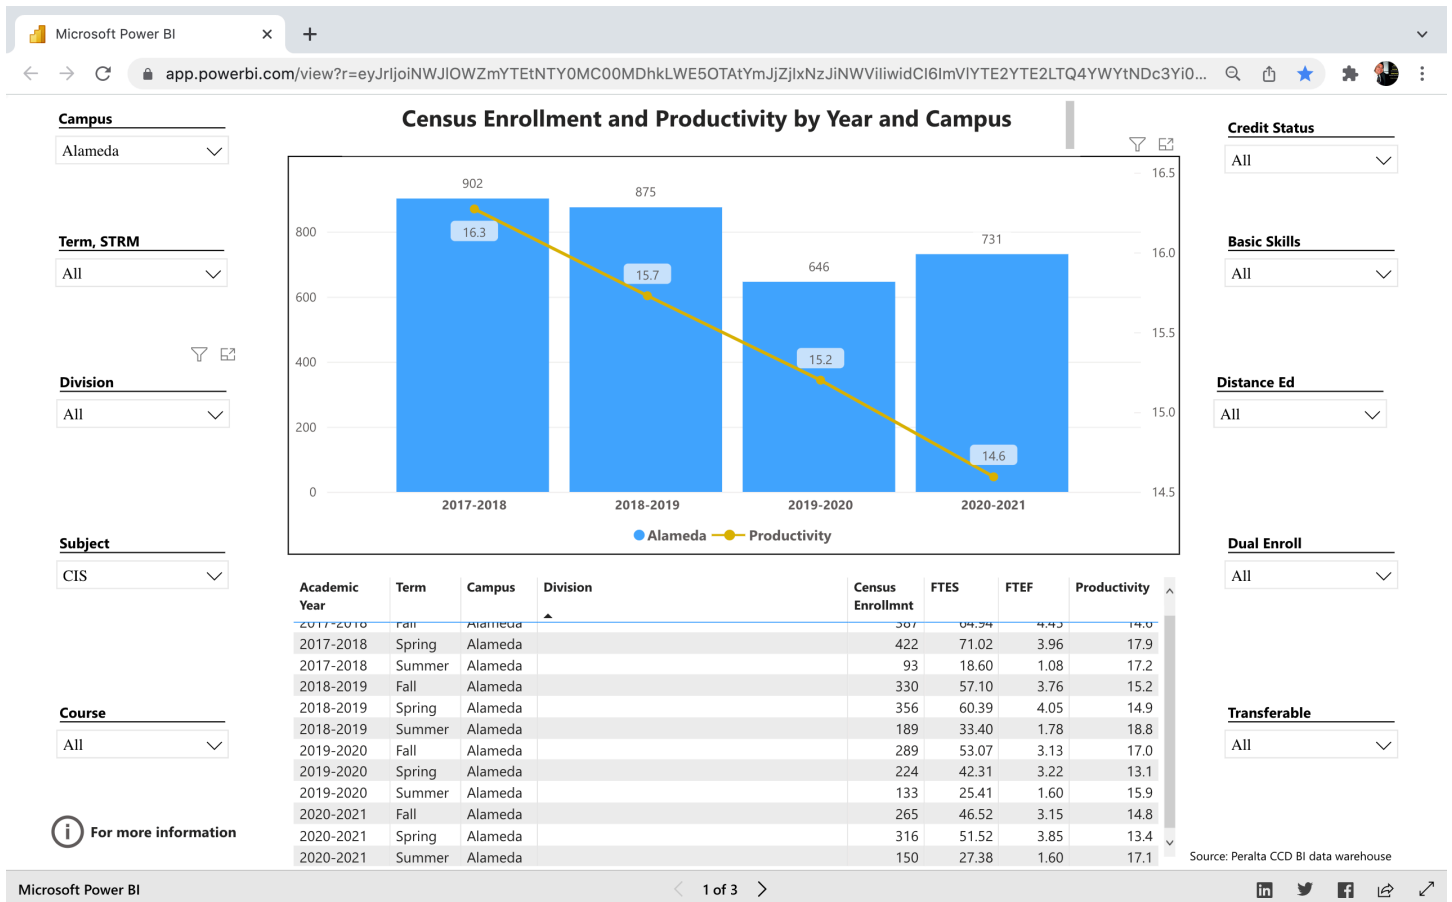 Microsoft Power BI
app.powerbi.com/view?r=eyJrIjoiNWJlOWZmYTEtNTY0MC00MDhkLWE5OTAtYmJjZjlxNzJiNWViIiwidCI6ImVlYTE2YTE2LTQ4YWYtNDc3Yi0...
Census Enrollment and Productivity by Year and Campus
Campus
Alameda
Term, STRM
All
Division
All
Subject
CIS
Course
All
For more information
902
875
646
731
16.3
15.7
15.2
14.6
800
600
400
200
0
16.5
16.0
15.5
15.0
14.5
2017-2018 2018-2019 2019-2020 2020-2021
Alameda Productivity
Credit Status
All
Basic Skills
All
Distance Ed
All
Dual Enroll
All
Transferable
All
Academic Year Term Campus Division Census Enrollmnt FTES FTEF Productivity
2017-2018 Fall Alameda 387 64.94 4.45 14.6
2017-2018 Spring Alameda 422 71.02 3.96 17.9
2017-2018 Summer Alameda 93 18.60 1.08 17.2
2018-2019 Fall Alameda 330 57.10 3.76 15.2
2018-2019 Spring Alameda 356 60.39 4.05 14.9
2018-2019 Summer Alameda 189 33.40 1.78 18.8
2019-2020 Fall Alameda 289 53.07 3.13 17.0
2019-2020 Spring Alameda 224 42.31 3.22 13.1
2019-2020 Summer Alameda 133 25.41 1.60 15.9
2020-2021 Fall Alameda 265 46.52 3.15 14.8
2020-2021 Spring Alameda 316 51.52 3.85 13.4
2020-2021 Summer Alameda 150 27.38 1.60 17.1
Source: Peralta CCD BI data warehouse
Microsoft Power BI
1 of 3